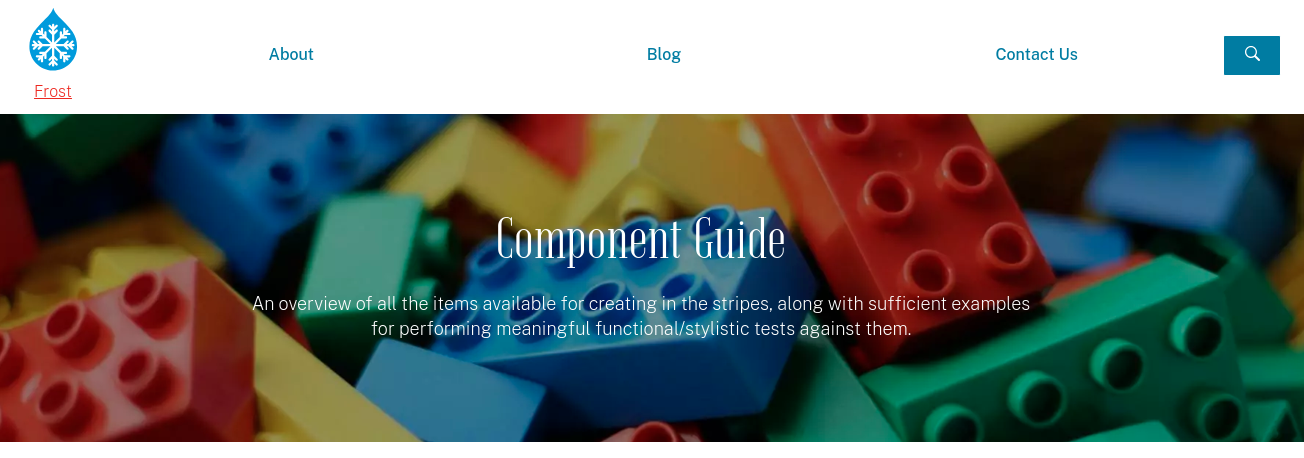 Frost
About
Blog
Contact Us
Component Guide
An overview of all the items available for creating in the stripes, along with sufficient examples
for performing meaningful functional/stylistic tests against them.